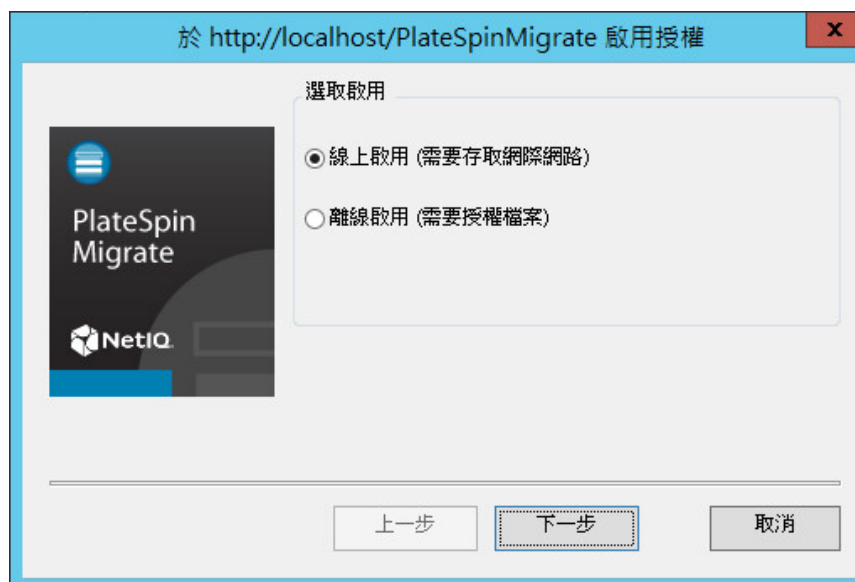 於 http://localhost/PlateSpinMigrate 啟用授權
x
選取啟用
線上啟用 (需要存取網際網路)
離線啟用 (需要授權檔案)
PlateSpin
Migrate
NetIQ
上一步
下一步
取消